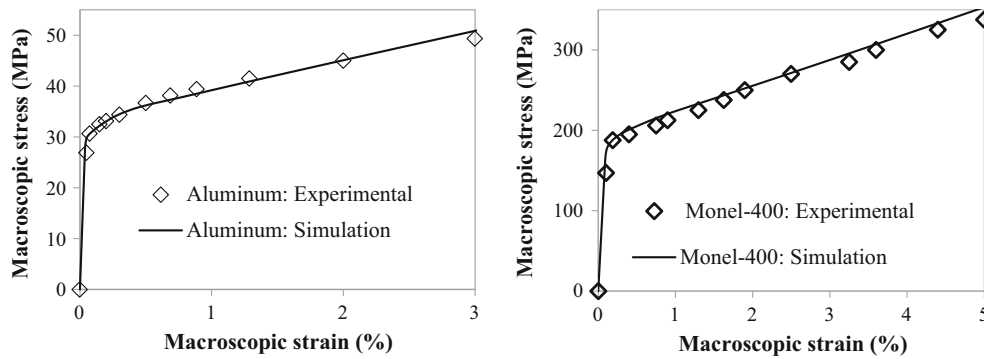 50
40
30
20
10
0
0
1
2
3
Macroscopic stress (MPa)
Macroscopic strain (%)
Aluminum: Experimental
Aluminum: Simulation
300
200
100
0
0
1
2
3
4
5
Macroscopic stress (MPa)
Macroscopic strain (%)
Monel-400: Experimental
Monel-400: Simulation